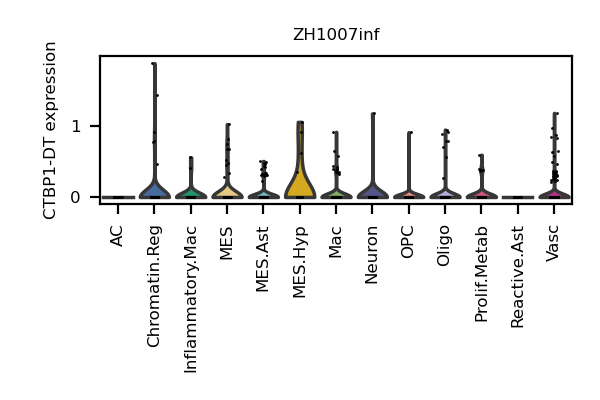 ZH1007inf
CTBP1-DT expression
1
0
AC
Chromatin.Reg
Inflammatory.Mac
MES
MES.Ast
MES.Hyp
Mac
Neuron
OPC
Oligo
Prolif.Metab
Reactive.Ast
Vasc